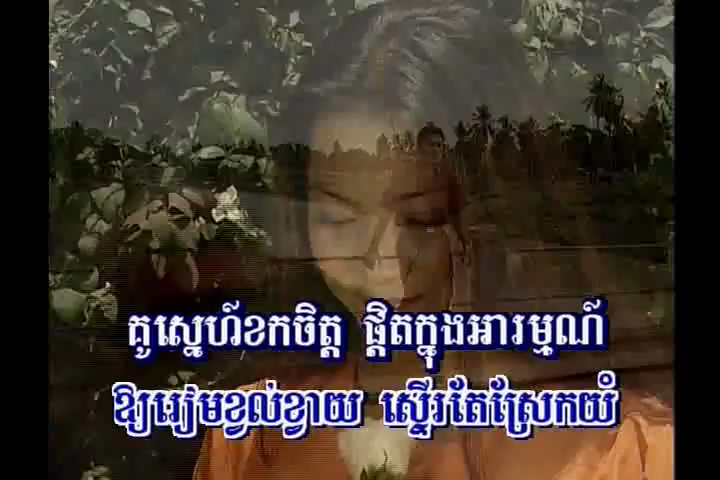 គូស្នេហ៍ខកចិត្ត ផ្ដិតក្នុងអារម្មណ៍
ឱ្យរៀមខ្វល់ខ្វាយ ស្ទើរតែស្រែកយំ